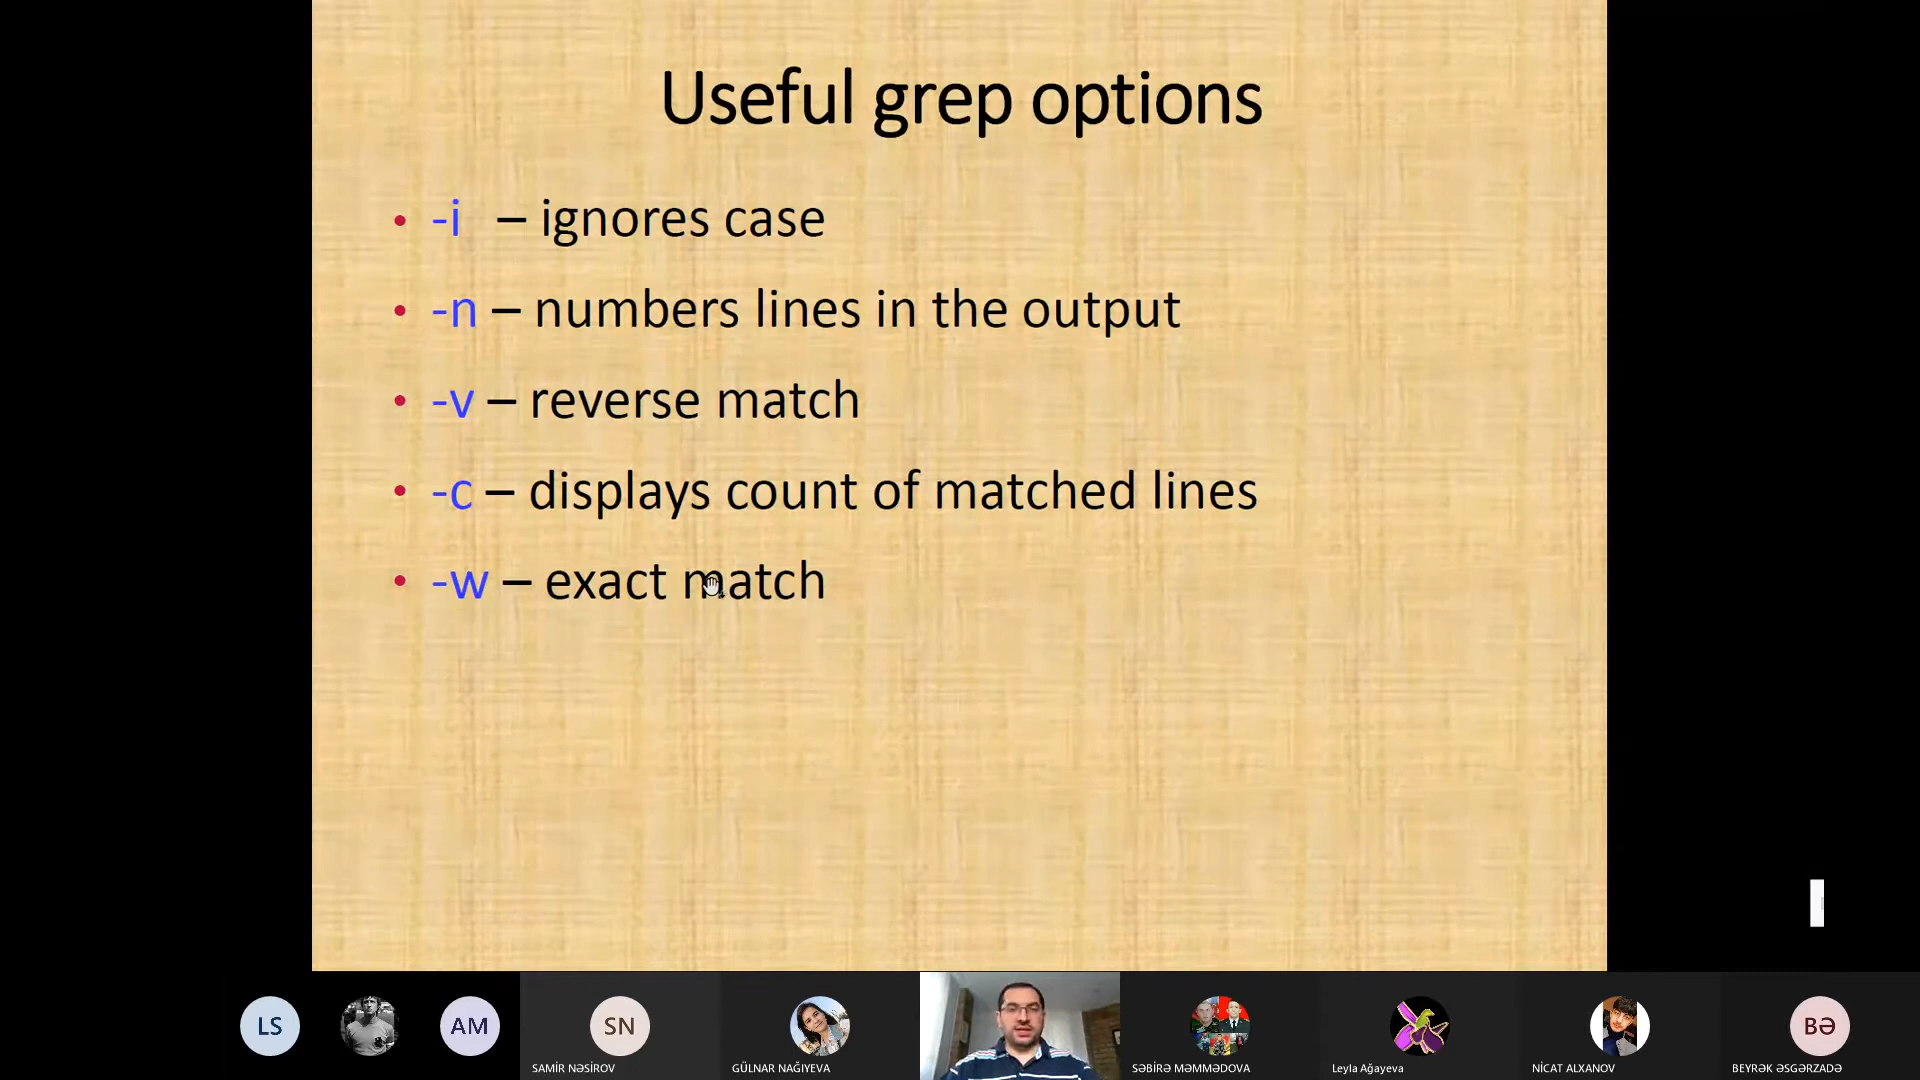 Useful grep options
• -i – ignores case
• -n – numbers lines in the output
• -v – reverse match
• -c – displays count of matched lines
• -w – exact match
LS
AM
SN
BƏ
SAMİR NƏSİROV
GÜLNAR NAĞIYEVA
SƏBİRƏ MƏMMƏDOVA
Leyla Ağayeva
NİCAT ALXANOV
BEYRƏK ƏSGƏRZADƏ